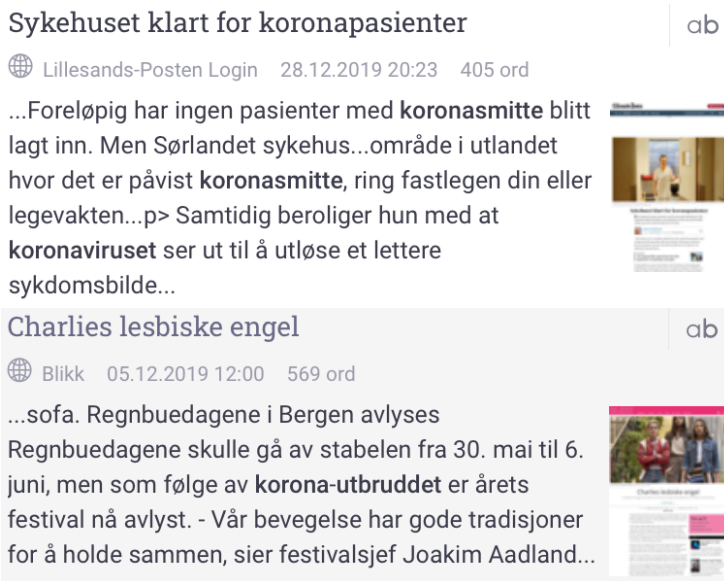 Sykehuset klart for koronapasienter
ab
Lillesands-Posten Login 28.12.2019 20:23 405 ord
...Foreløpig har ingen pasienter med koronasmitte blitt
lagt inn. Men Sørlandet sykehus...område i utlandet
hvor det er påvist koronasmitte, ring fastlegen din eller
legevakten...p> Samtidig beroliger hun med at
koronaviruset ser ut til å utløse et lettere
sykdomsbilde...
Charlies lesbiske engel
ab
Blikk 05.12.2019 12:00 569 ord
...sofa. Regnbuedagene i Bergen avlyses
Regnbuedagene skulle gå av stabelen fra 30. mai til 6.
juni, men som følge av korona-utbruddet er årets
festival nå avlyst. - Vår bevegelse har gode tradisjoner
for å holde sammen, sier festivalsjef Joakim Aadland...
Charlies lesbiske engel